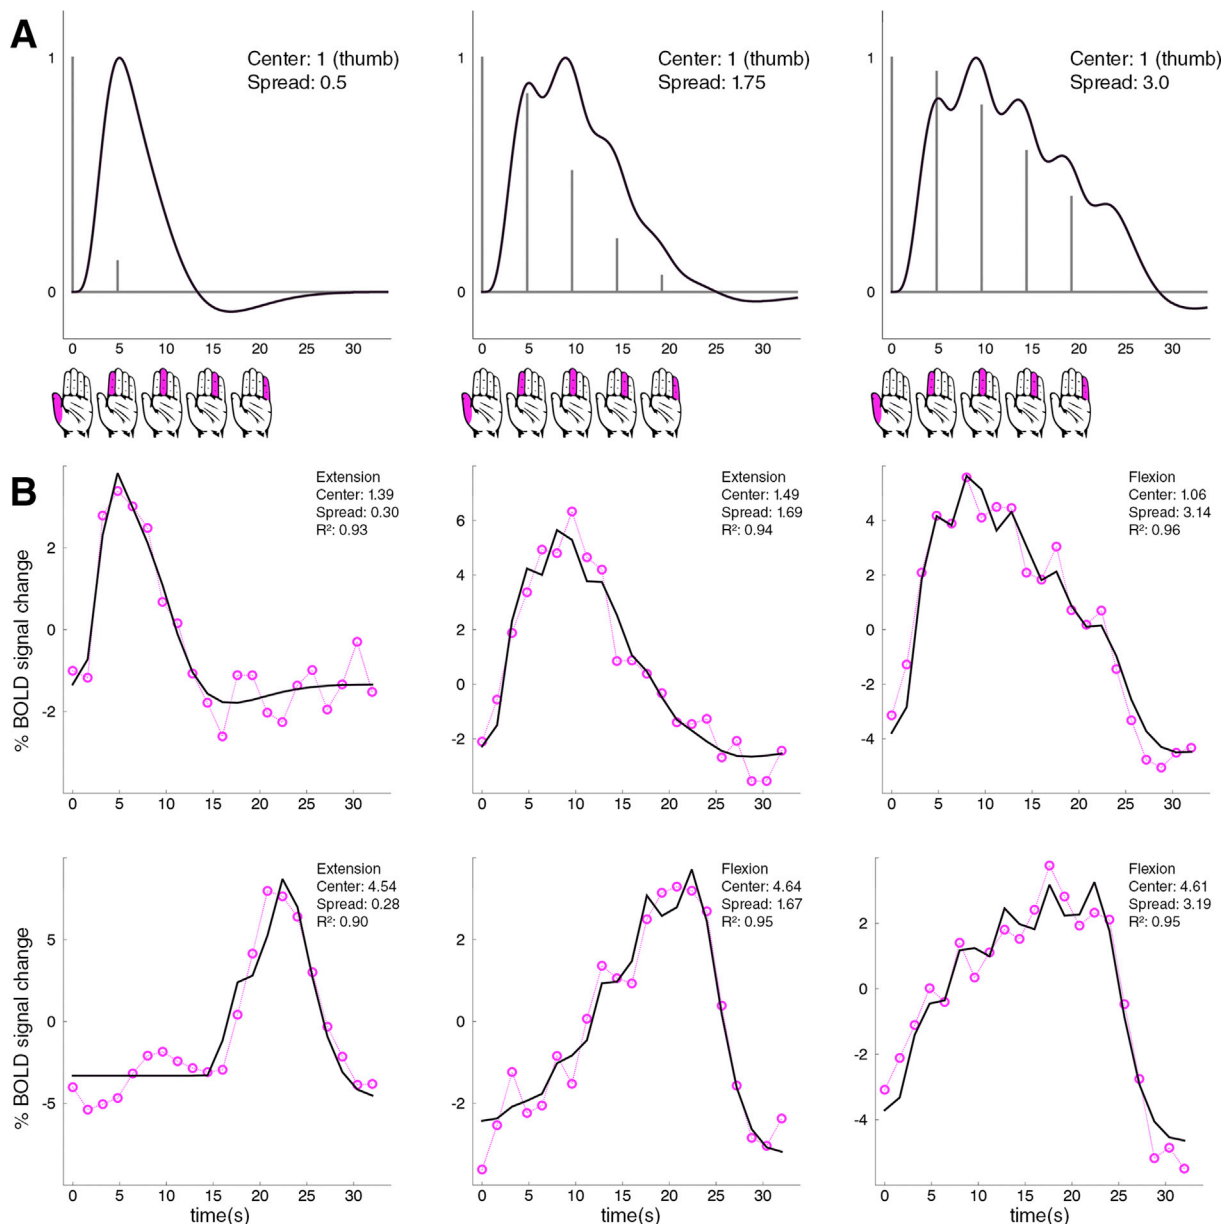 A
Center: 1 (thumb)
Spread: 0.5
1
0
0 5 10 15 20 25 30
Center: 1 (thumb)
Spread: 1.75
1
0
0 5 10 15 20 25 30
Center: 1 (thumb)
Spread: 3.0
1
0
0 5 10 15 20 25 30
B
% BOLD signal change
Extension
Center: 1.39
Spread: 0.30
R²: 0.93
2
0
-2
0 5 10 15 20 25 30
Extension
Center: 1.49
Spread: 1.69
R²: 0.94
6
4
2
0
-2
0 5 10 15 20 25 30
Flexion
Center: 1.06
Spread: 3.14
R²: 0.96
4
2
0
-2
-4
0 5 10 15 20 25 30
% BOLD signal change
Extension
Center: 4.54
Spread: 0.28
R²: 0.90
5
0
-5
0 5 10 15 20 25 30
time(s)
Flexion
Center: 4.64
Spread: 1.67
R²: 0.95
2
0
-2
0 5 10 15 20 25 30
time(s)
Flexion
Center: 4.61
Spread: 3.19
R²: 0.95
2
0
-2
-4
0 5 10 15 20 25 30
time(s)